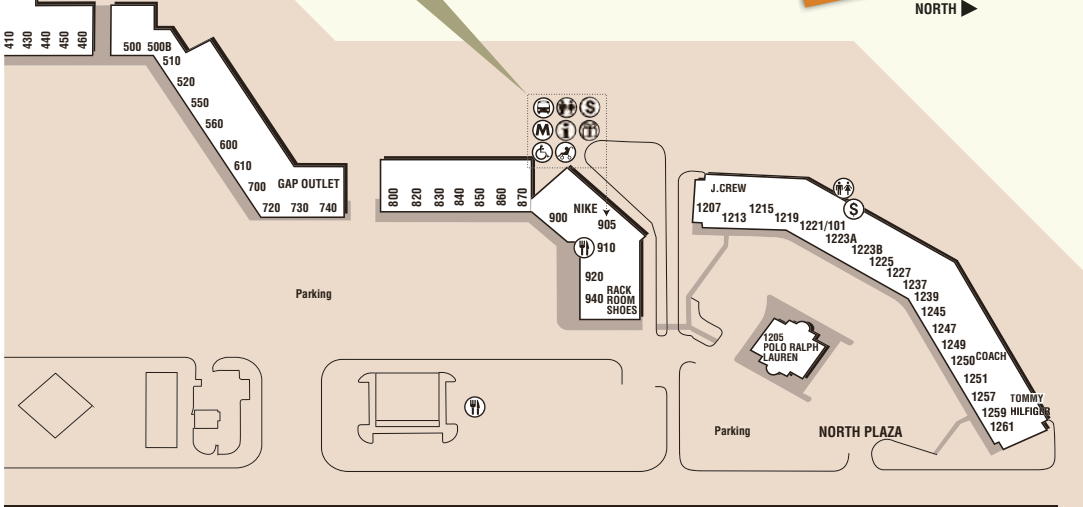 NORTH
410
430
440
450
460
500 500B
510
520
550
560
600
610
700
GAP OUTLET
720 730 740
800
820
830
840
850
860
870
$
M i
900
NIKE
905
910
920
940
RACK
ROOM
SHOES
J.CREW
$
1207
1213
1215
1219
1221/101
1223A
1223B
1225
1227
1237
1239
1245
1247
1249
1250
COACH
1251
1257
1259
TOMMY
HILFIGER
1261
Parking
1205
POLO RALPH
LAUREN
Parking
NORTH PLAZA